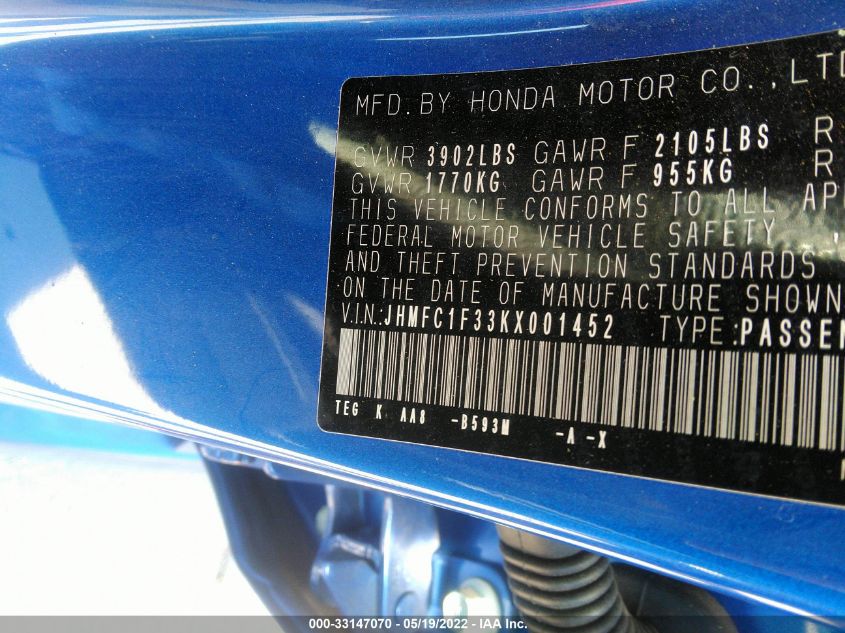 MFD. BY HONDA MOTOR CO., LTD
GVWR 3902LBS GAWR F 2105LBS R
GVWR 1770KG GAWR F 955KG R
THIS VEHICLE CONFORMS TO ALL
FEDERAL MOTOR VEHICLE SAFETY,
AND THEFT PREVENTION STANDARDS
ON THE DATE OF MANUFACTURE SHOWN
V.I.N.:JHMFC1F33KX001452 TYPE:PASSEN
TEG K AA8 -B593M -A -X
000-33147070 - 05/19/2022 - IAA Inc.